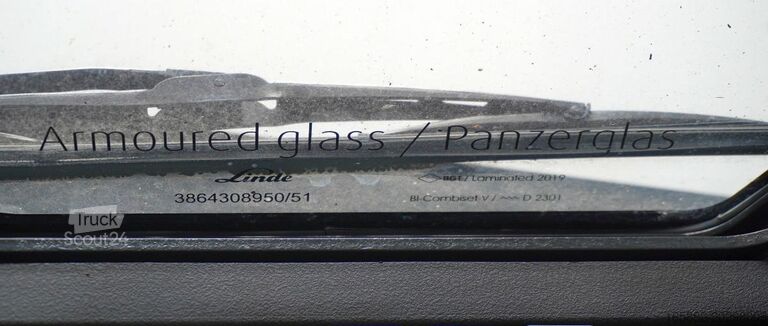 Armoured glass / Panzerglas
Linde
3864308950/51
BGT / Laminated 2019
BI-Combiset-V / D 2301
Truck
Scout24